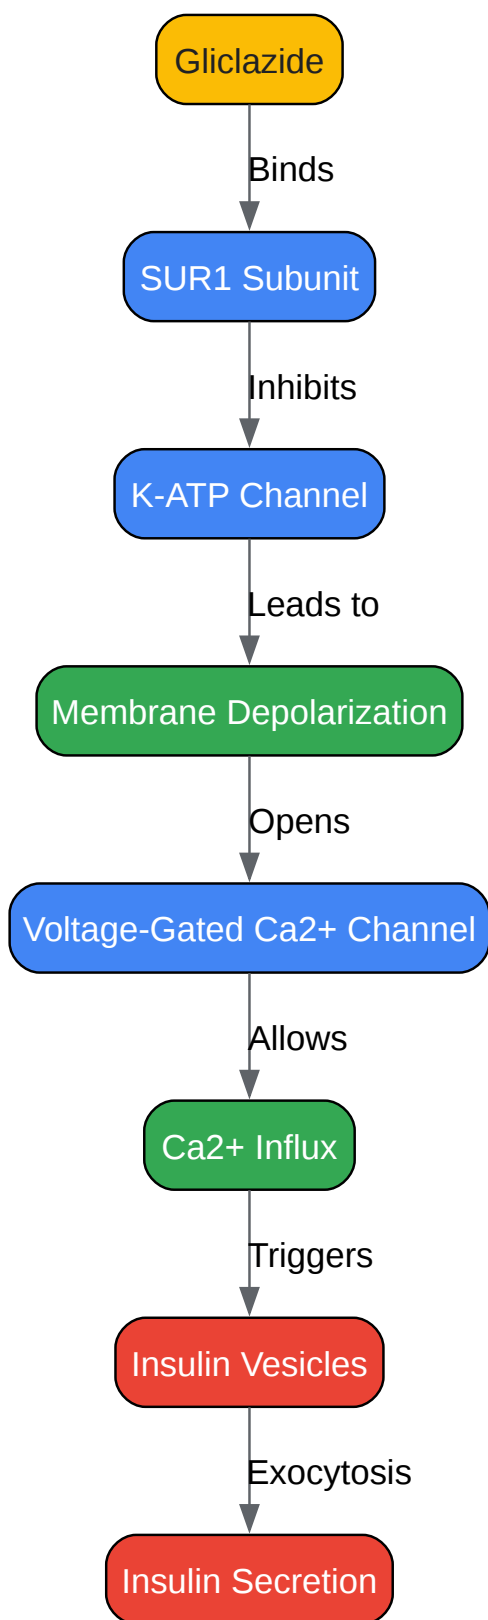 Gliclazide
Binds
SUR1 Subunit
Inhibits
K-ATP Channel
Leads to
Membrane Depolarization
Opens
Voltage-Gated Ca2+ Channel
Allows
Ca2+ Influx
Triggers
Insulin Vesicles
Exocytosis
Insulin Secretion